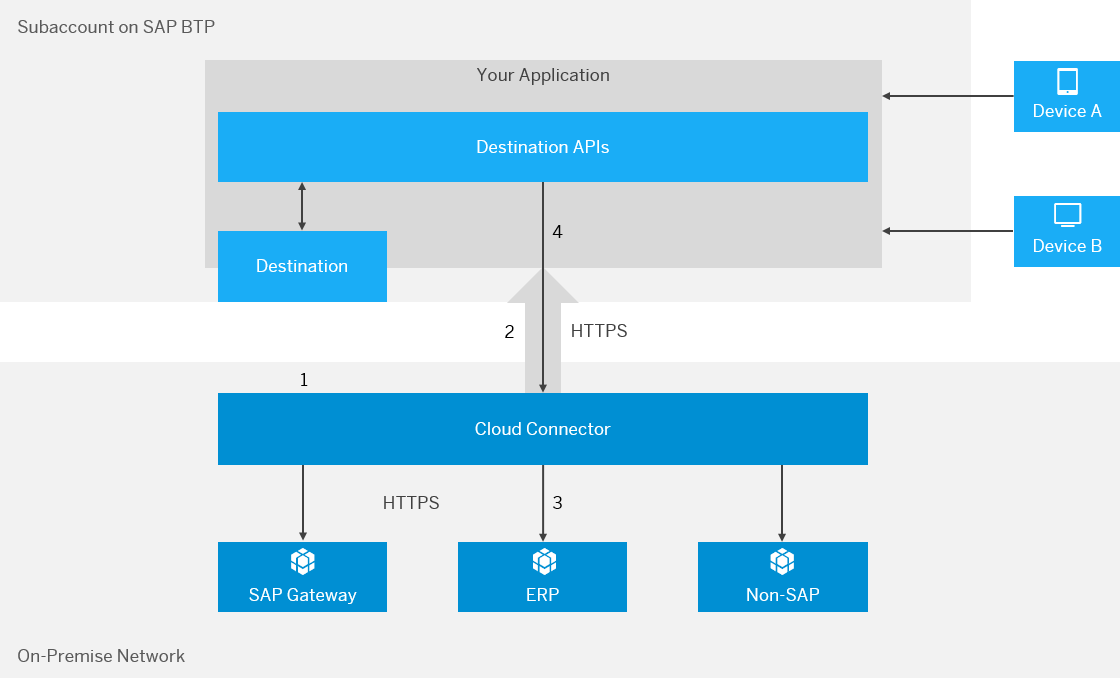 Subaccount on SAP BTP
Your Application
Device A
Destination APIs
4
Device B
Destination
2
HTTPS
1
Cloud Connector
HTTPS
3
SAP Gateway
ERP
Non-SAP
On-Premise Network